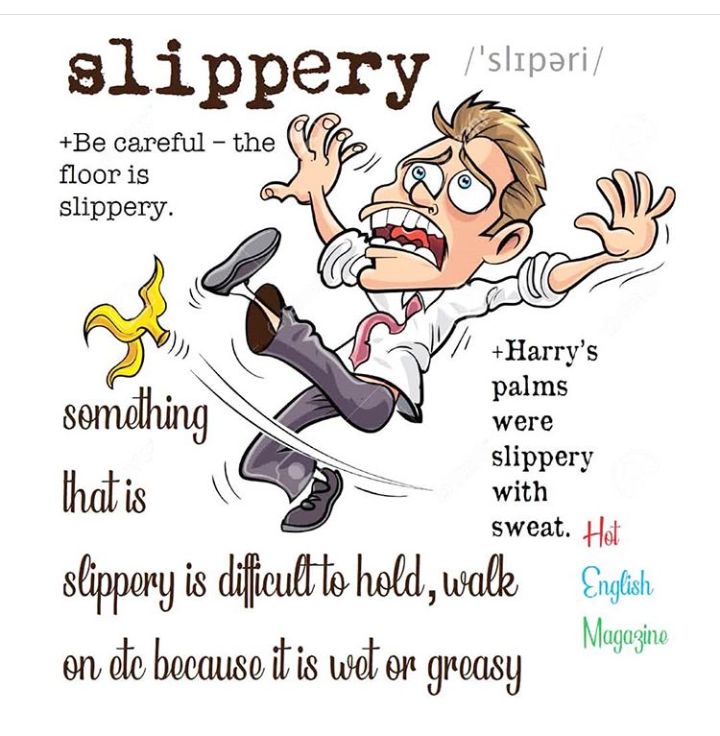 slippery /ˈslɪpəri/
+Be careful – the
floor is
slippery.
+Harry's
palms
were
slippery
with
sweat.
something
that is
slippery is difficult to hold, walk
on etc because it is wet or greasy
Hot
English
Magazine